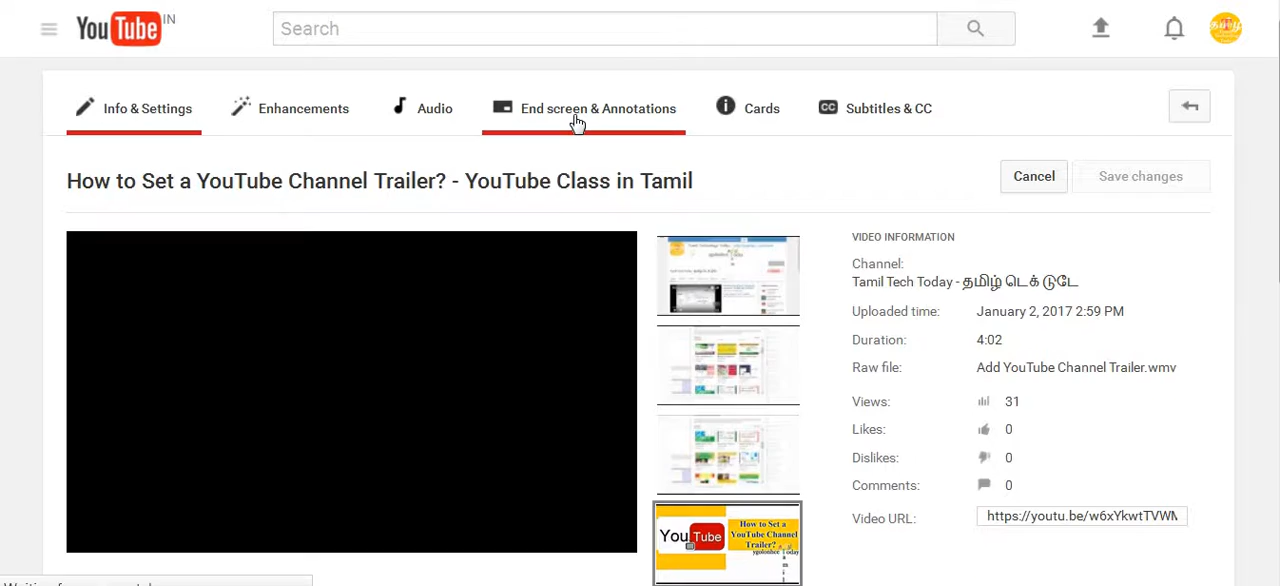 YouTube IN
Search
Info & Settings
Enhancements
Audio
End screen & Annotations
Cards
CC Subtitles & CC
How to Set a YouTube Channel Trailer? - YouTube Class in Tamil
Cancel
Save changes
VIDEO INFORMATION
Channel:
Tamil Tech Today - தமிழ் டெக் டுடே
Uploaded time: January 2, 2017 2:59 PM
Duration: 4:02
Raw file: Add YouTube Channel Trailer.wmv
Views: 31
Likes: 0
Dislikes: 0
Comments: 0
Video URL: https://youtu.be/w6xYkwtTVWM
YouTube
How to Set a
YouTube Channel
Trailer?